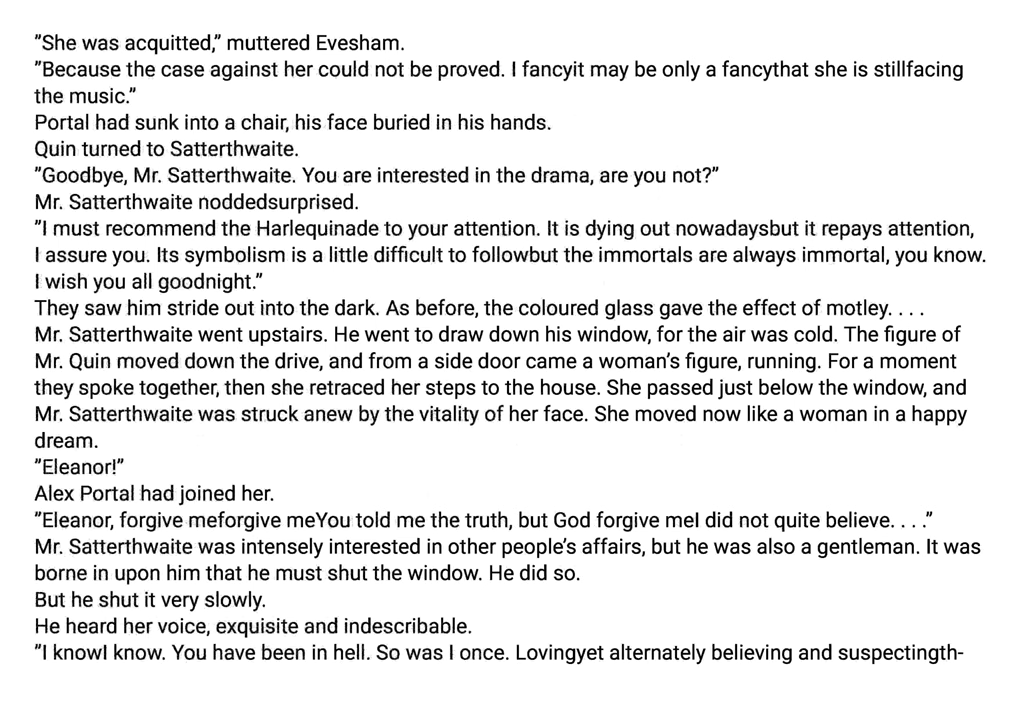 "She was acquitted," muttered Evesham.
"Because the case against her could not be proved. I fancyit may be only a fancythat she is stillfacing
the music."
Portal had sunk into a chair, his face buried in his hands.
Quin turned to Satterthwaite.
"Goodbye, Mr. Satterthwaite. You are interested in the drama, are you not?"
Mr. Satterthwaite noddedsurprised.
"I must recommend the Harlequinade to your attention. It is dying out nowadaysbut it repays attention,
I assure you. Its symbolism is a little difficult to followbut the immortals are always immortal, you know.
I wish you all goodnight."
They saw him stride out into the dark. As before, the coloured glass gave the effect of motley. . . .
Mr. Satterthwaite went upstairs. He went to draw down his window, for the air was cold. The figure of
Mr. Quin moved down the drive, and from a side door came a woman's figure, running. For a moment
they spoke together, then she retraced her steps to the house. She passed just below the window, and
Mr. Satterthwaite was struck anew by the vitality of her face. She moved now like a woman in a happy
dream.
"Eleanor!"
Alex Portal had joined her.
"Eleanor, forgive meforgive meYou told me the truth, but God forgive meI did not quite believe. . . ."
Mr. Satterthwaite was intensely interested in other people's affairs, but he was also a gentleman. It was
borne in upon him that he must shut the window. He did so.
But he shut it very slowly.
He heard her voice, exquisite and indescribable.
"I knowI know. You have been in hell. So was I once. Lovingyet alternately believing and suspectingth-